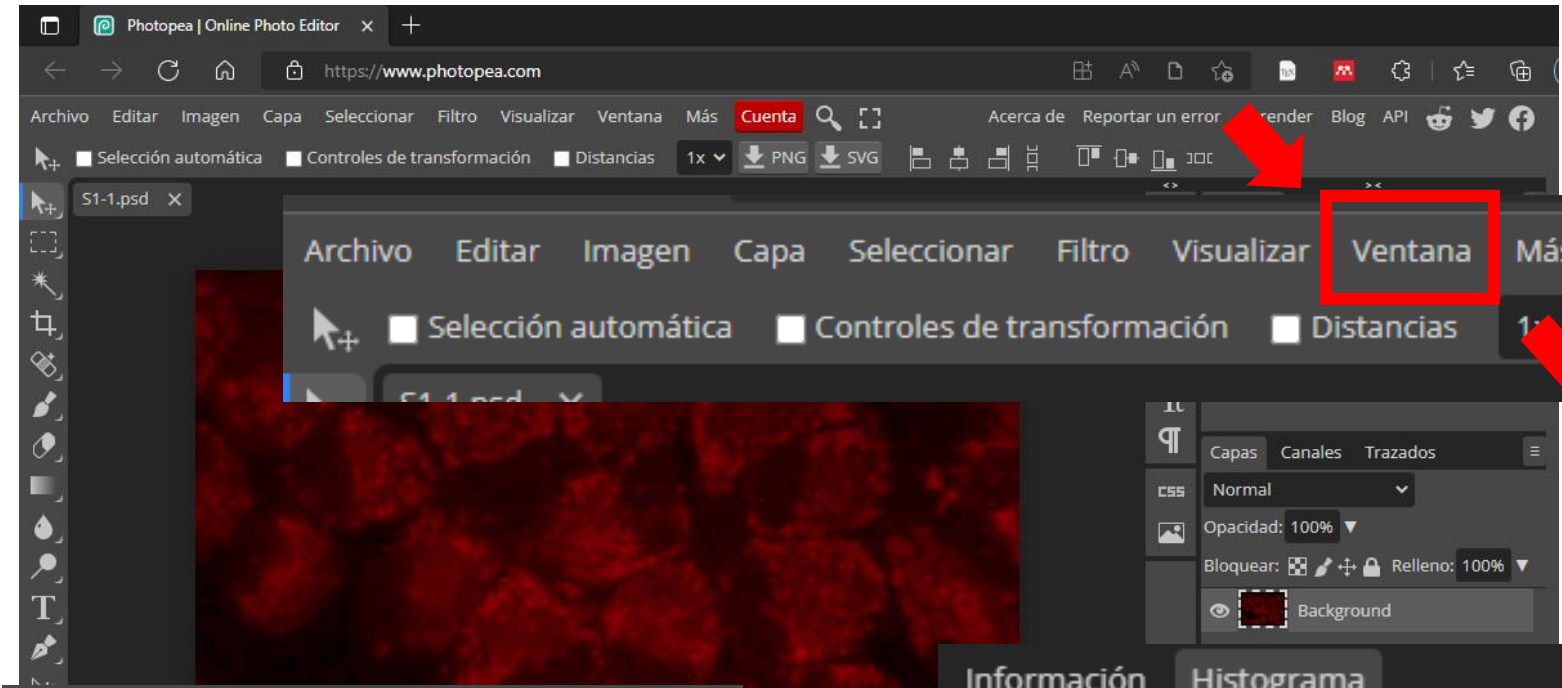 Photopea | Online Photo Editor
https://www.photopea.com
Archivo Editar Imagen Capa Seleccionar Filtro Visualizar Ventana Más Cuenta Acerca de Reportar un error Blog API
Selección automática Controles de transformación Distancias 1x PNG SVG
S1-1.psd
Archivo Editar Imagen Capa Seleccionar Filtro Visualizar Ventana
Selección automática Controles de transformación Distancias
S1-1.psd
Capas Canales Trazados
CSS Normal
Opacidad: 100%
Bloquear: Relleno: 100%
Background
Información Histograma